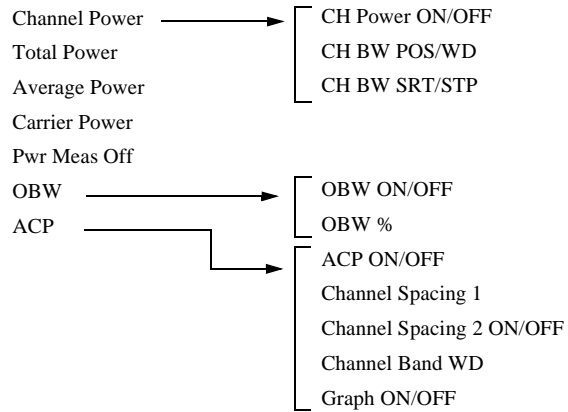 Channel Power
Total Power
Average Power
Carrier Power
Pwr Meas Off
OBW
ACP
CH Power ON/OFF
CH BW POS/WD
CH BW SRT/STP
OBW ON/OFF
OBW %
ACP ON/OFF
Channel Spacing 1
Channel Spacing 2 ON/OFF
Channel Band WD
Graph ON/OFF